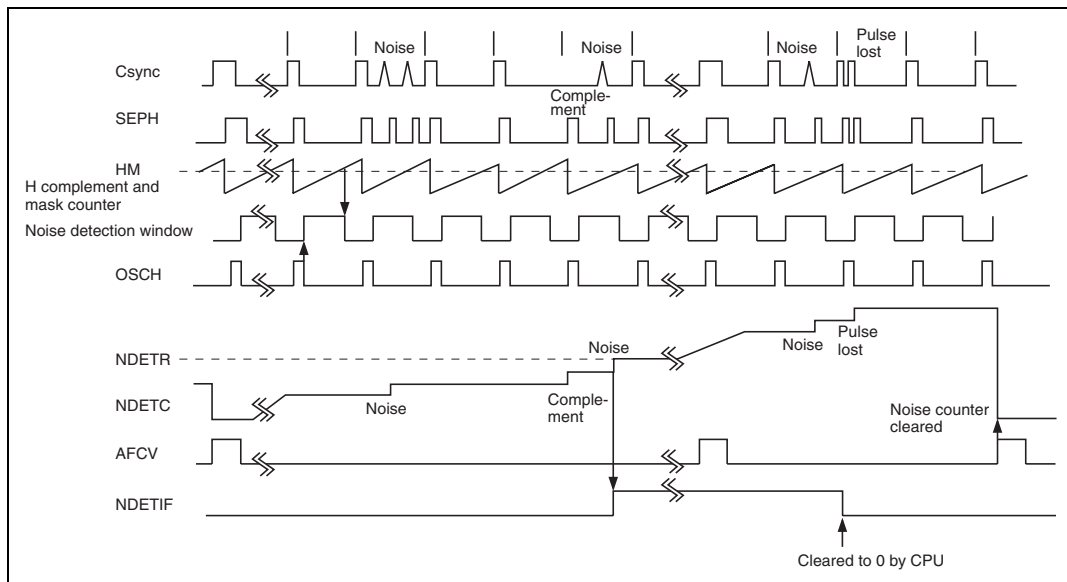 Noise
Noise
Noise
Pulse
lost
Csync
Comple-
ment
SEPH
HM
H complement and
mask counter
Noise detection window
OSCH
NDETR
Noise
Noise
Pulse
lost
NDETC
Noise
Comple-
ment
Noise counter
cleared
AFCV
NDETIF
Cleared to 0 by CPU